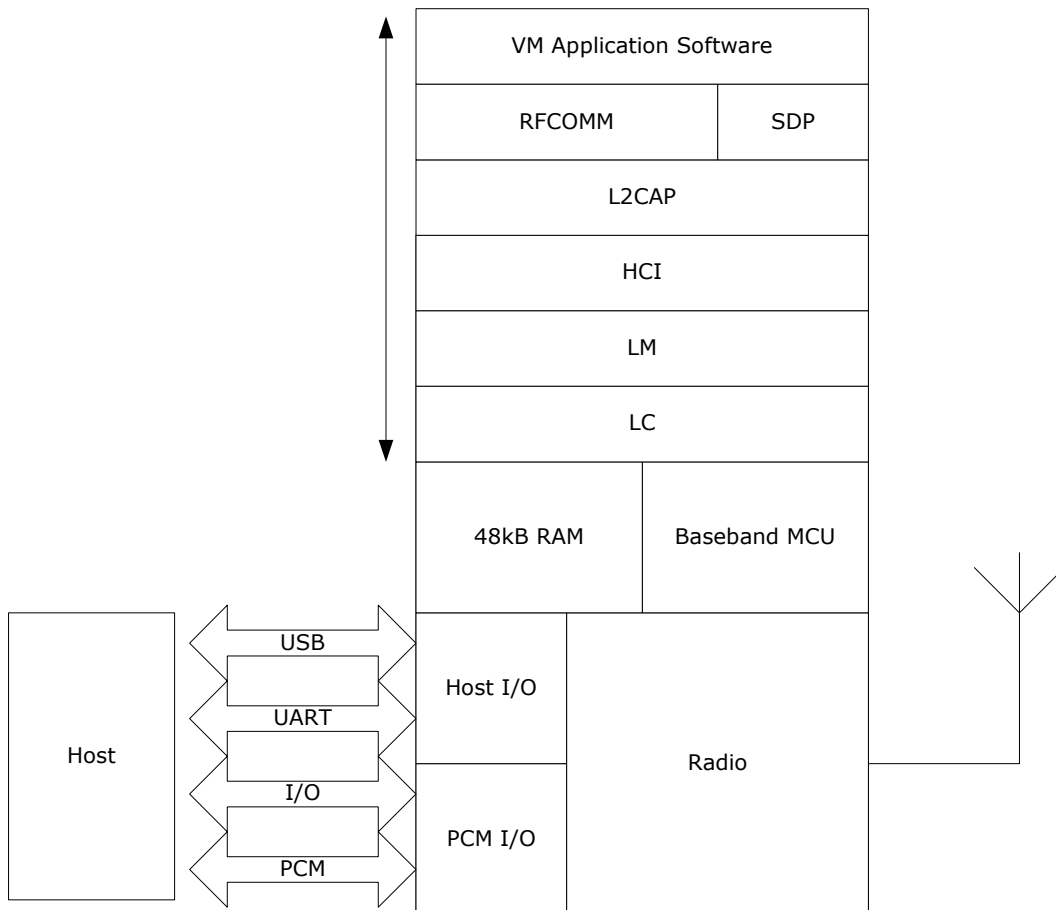 VM Application Software
RFCOMM
SDP
L2CAP
HCI
LM
LC
48kB RAM
Baseband MCU
USB
Host I/O
UART
Host
Radio
I/O
PCM I/O
PCM